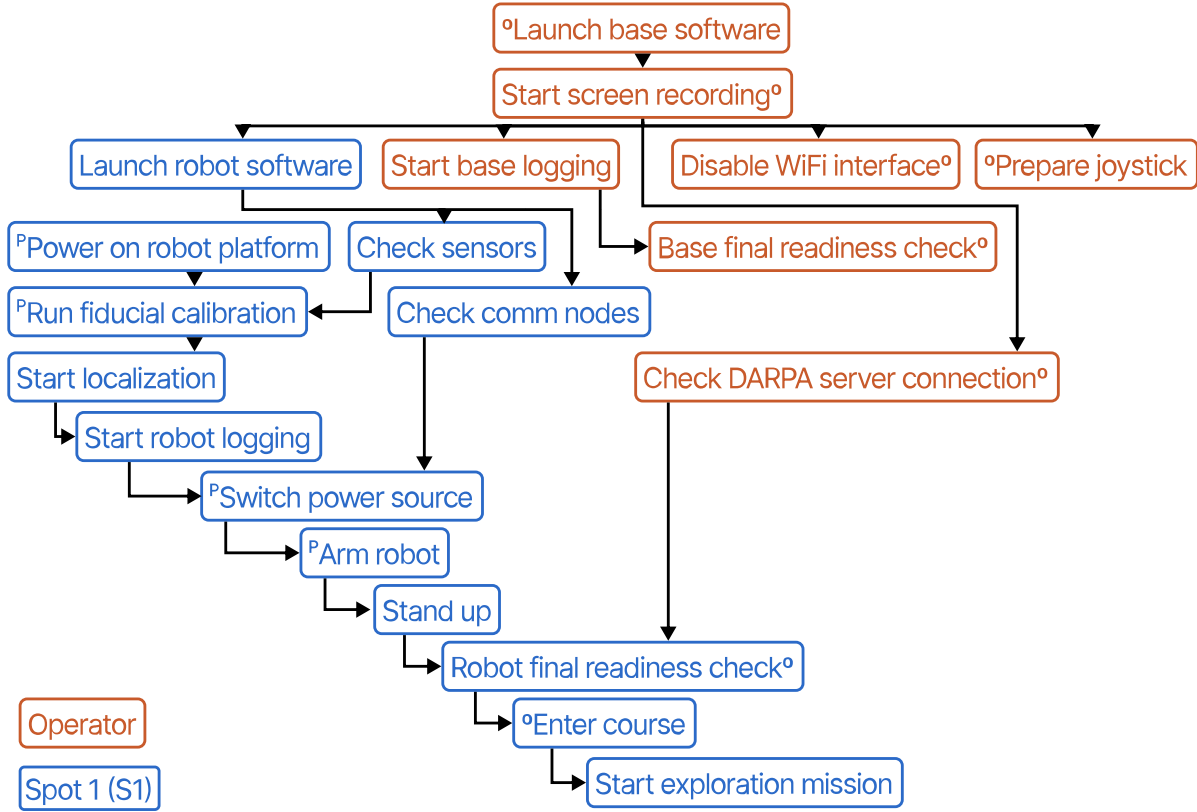 ºLaunch base software
Start screen recordingº
Launch robot software
Start base logging
Disable WiFi interfaceº
ºPrepare joystick
ᴾPower on robot platform
Check sensors
Base final readiness checkº
ᴾRun fiducial calibration
Check comm nodes
Start localization
Check DARPA server connectionº
Start robot logging
ᴾSwitch power source
ᴾArm robot
Stand up
Robot final readiness checkº
Operator
ºEnter course
Spot 1 (S1)
Start exploration mission